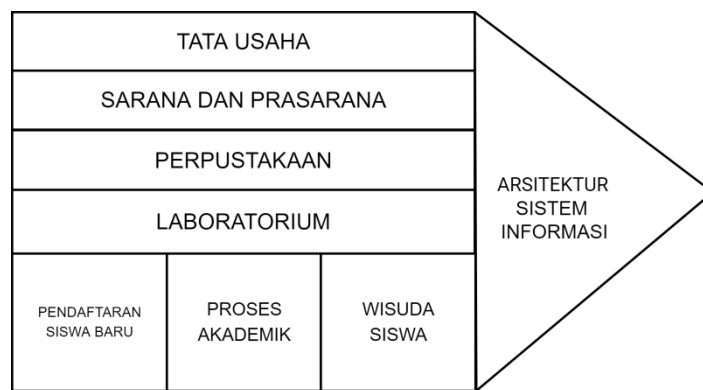 TATA USAHA
SARANA DAN PRASARANA
PERPUSTAKAAN
LABORATORIUM
PENDAFTARAN
SISWA BARU
PROSES
AKADEMIK
WISUDA
SISWA
ARSITEKTUR
SISTEM
INFORMASI